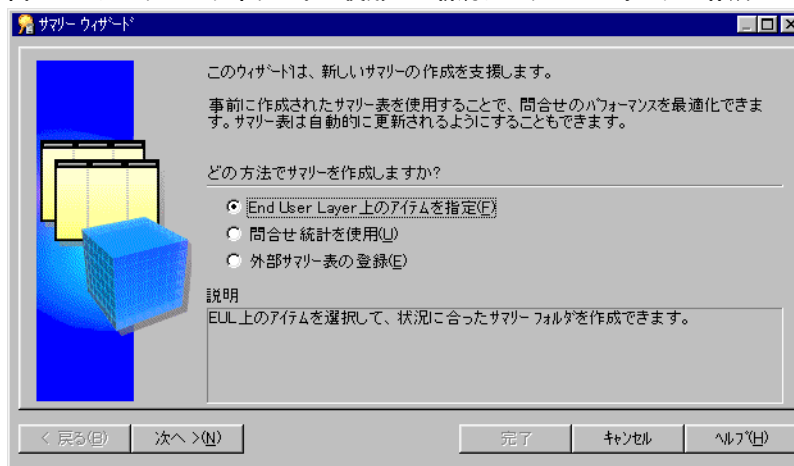 サマリー ウィザード
このウィザードは、新しいサマリーの作成を支援します。
事前に作成されたサマリー表を使用することで、問合せのパフォーマンスを最適化できま
す。サマリー表は自動的に更新されるようにすることもできます。
どの方法でサマリーを作成しますか?
End User Layer 上のアイテムを指定(F)
問合せ統計を使用(U)
外部サマリー表の登録(E)
説明
EUL上のアイテムを選択して、状況に合ったサマリー フォルダを作成できます。
< 戻る(B)
次へ >(N)
完了
キャンセル
ヘルプ(H)